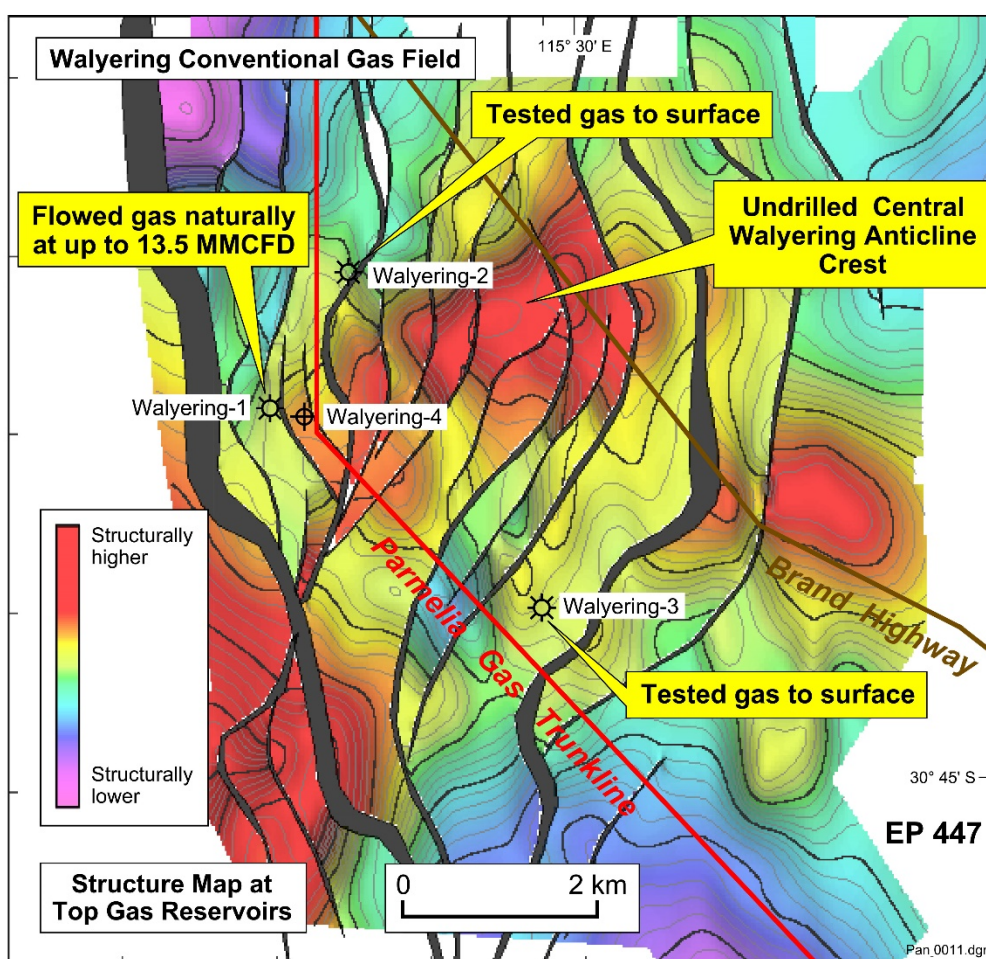 Walyering Conventional Gas Field
115° 30' E
Tested gas to surface
Flowed gas naturally
at up to 13.5 MMCFD
Undrilled Central
Walyering Anticline
Crest
Walyering-2
Walyering-1
Walyering-4
Structurally
higher
Structurally
lower
Parmelia Gas Trunkline
Walyering-3
Brand Highway
Tested gas to surface
30° 45' S
EP 447
Structure Map at
Top Gas Reservoirs
0 2 km
Pan_0011.dgn